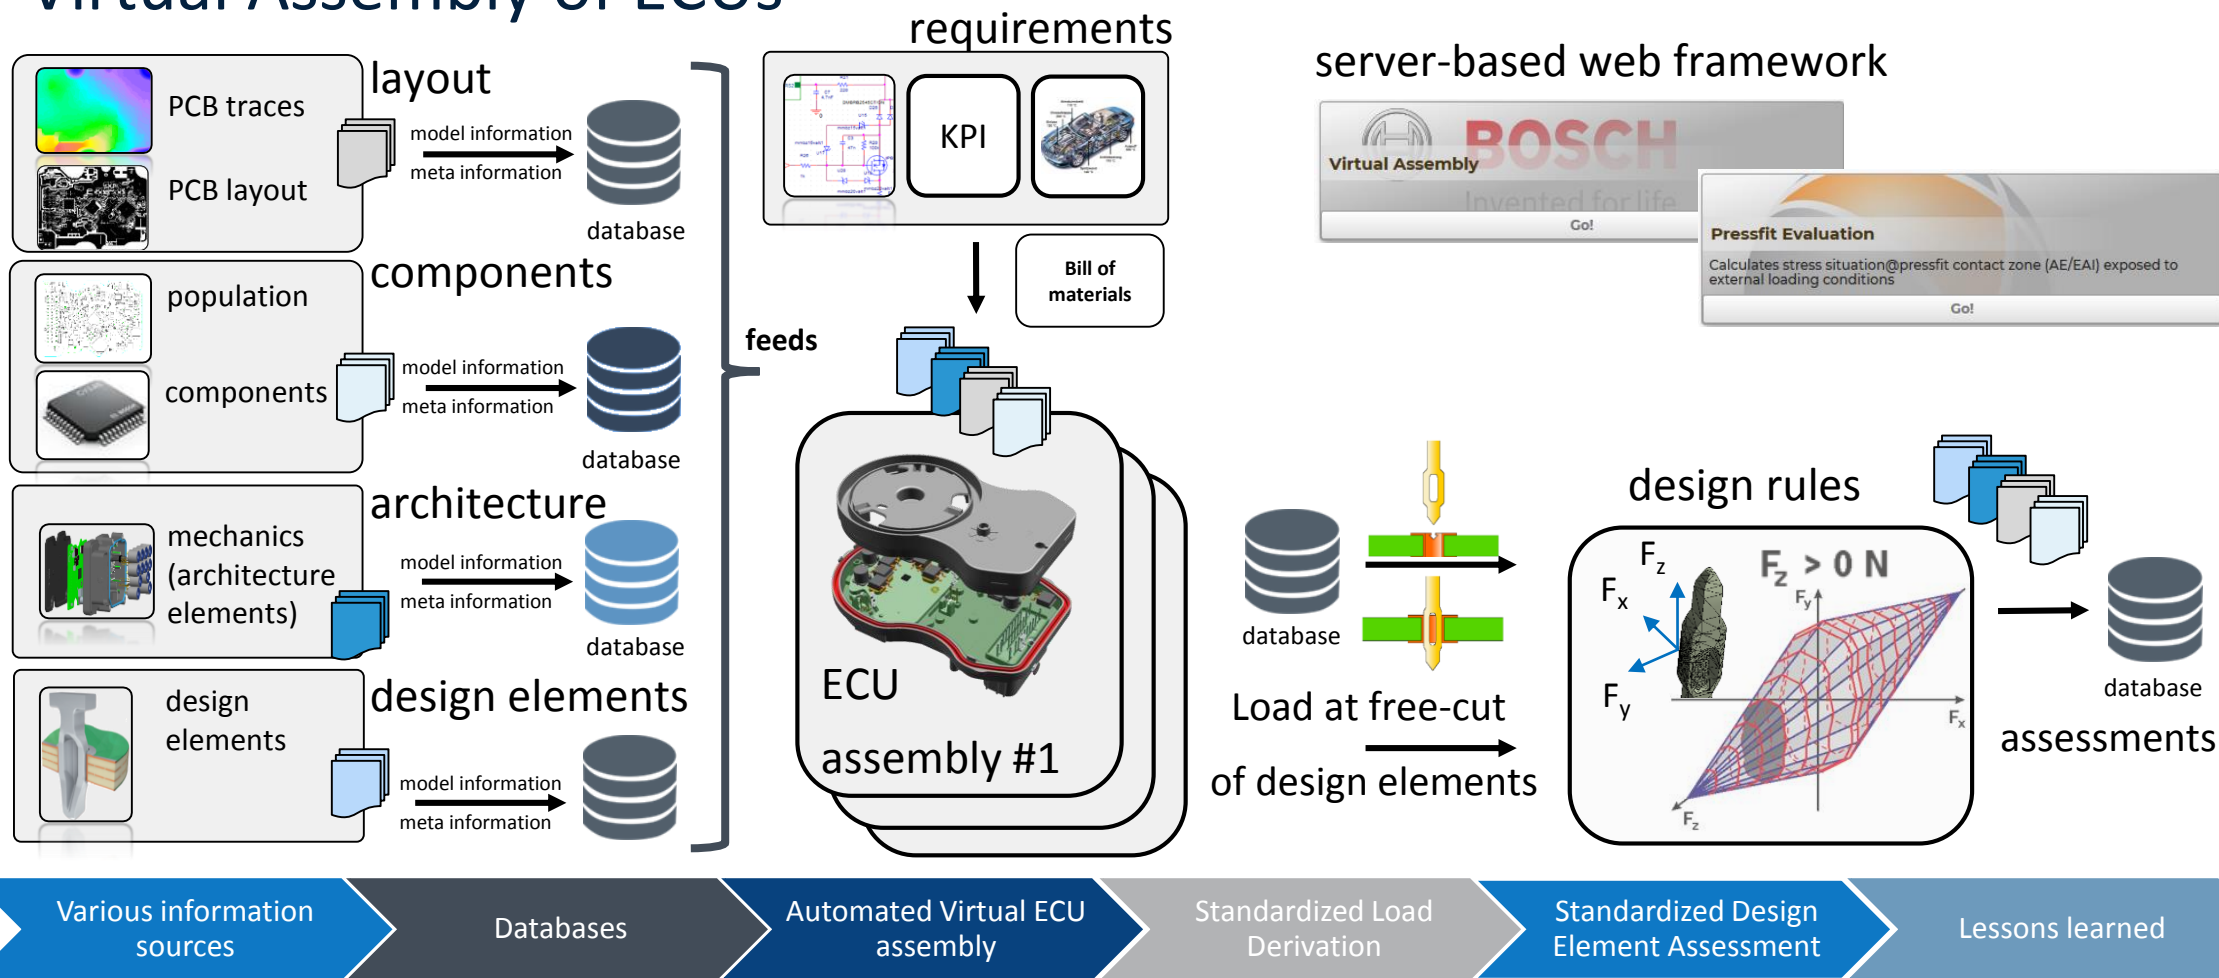 Virtual Assembly of ECUs
requirements
server-based web framework
layout
PCB traces
PCB layout
model information
meta information
database
KPI
BOSCH
Invented for life
Virtual Assembly
Go!
Pressfit Evaluation
Calculates stress situation@pressfit contact zone (AE/EAI) exposed to
external loading conditions
Go!
components
population
components
model information
meta information
database
feeds
Bill of
materials
architecture
mechanics
(architecture
elements)
model information
meta information
database
design elements
design
elements
model information
meta information
ECU
assembly #1
database
Load at free-cut
of design elements
design rules
Fz
Fx
Fy
Fz > 0 N
Fy
Fx
Fz
database
assessments
Various information
sources
Databases
Automated Virtual ECU
assembly
Standardized Load
Derivation
Standardized Design
Element Assessment
Lessons learned